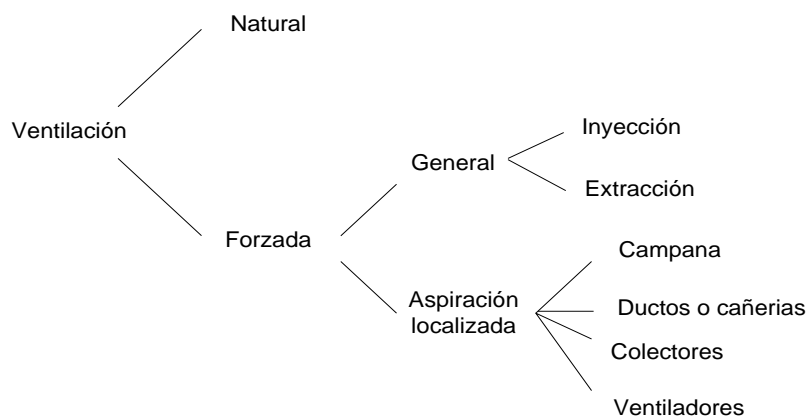 Natural
Ventilación
Inyección
General
Extracción
Forzada
Campana
Aspiración
localizada
Ductos o cañerias
Colectores
Ventiladores